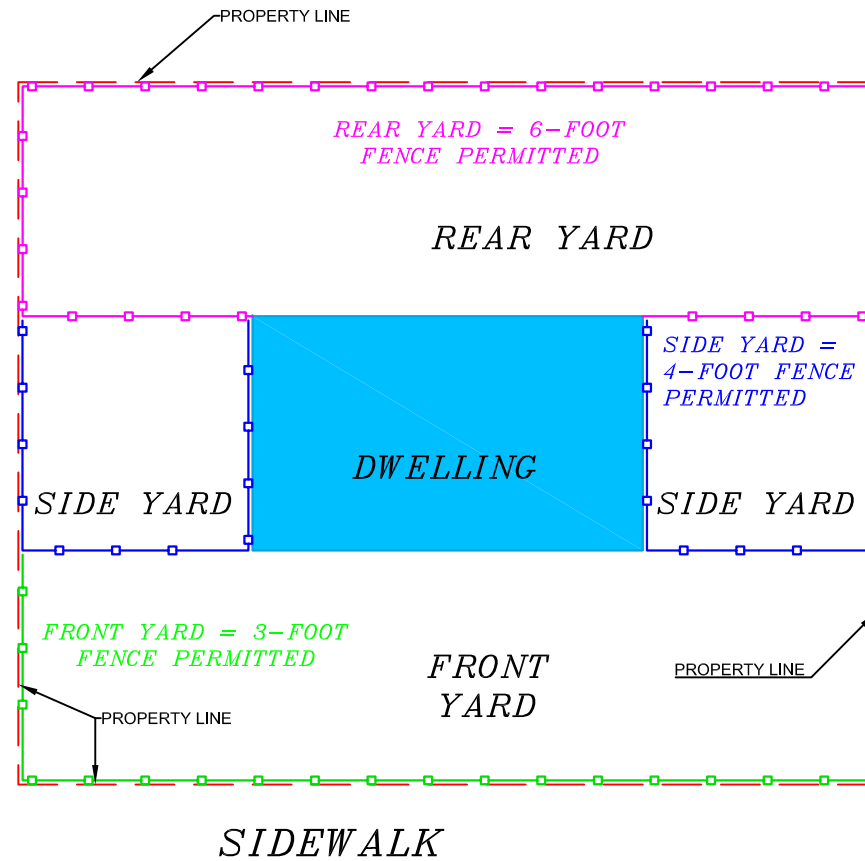 PROPERTY LINE
REAR YARD = 6-FOOT
FENCE PERMITTED
REAR YARD
SIDE YARD =
4-FOOT FENCE
PERMITTED
DWELLING
SIDE YARD
SIDE YARD
FRONT YARD = 3-FOOT
FENCE PERMITTED
FRONT
YARD
PROPERTY LINE
PROPERTY LINE
SIDEWALK